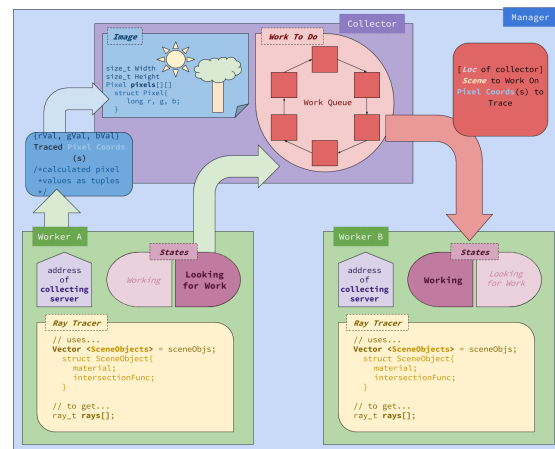 Manager
Collector
Image
size_t Width
size_t Height
Pixel pixels[][]
struct Pixel{
long r, g, b;
}
Work To Do
Work Queue
[Loc of collector]
Scene to Work On
Pixel Coords(s) to
Trace
{rVal, gVal, bVal}
Traced Pixel Coords
(s)
/*calculated pixel
*values as tuples
*/
Worker A
address
of
collecting
server
States
Working
Looking
for Work
Ray Tracer
// uses...
Vector <SceneObjects> = sceneObjs;
struct SceneObject{
material;
intersectionFunc;
}
// to get...
ray_t rays[];
Worker B
address
of
collecting
server
States
Working
Looking
for Work
Ray Tracer
// uses...
Vector <SceneObjects> = sceneObjs;
struct SceneObject{
material;
intersectionFunc;
}
// to get...
ray_t rays[];